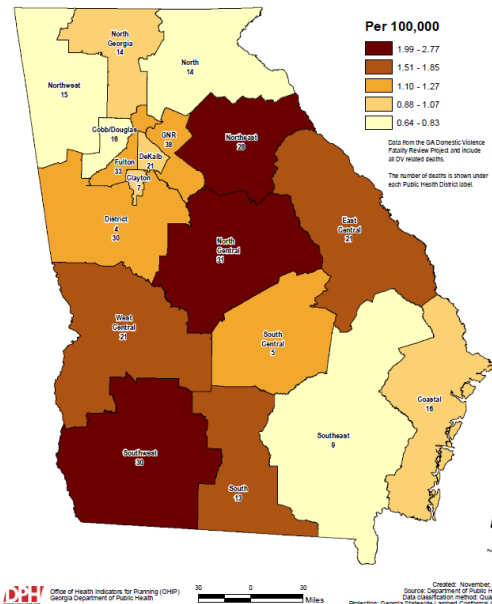 Per 100,000
1.99 - 2.77
1.51 - 1.85
1.10 - 1.27
0.88 - 1.07
0.64 - 0.83
Data from the GA Domestic Violence
Fatality Review Project and include
all DV related deaths.
The number of deaths is shown under
each Public Health District label.
North
Georgia
14
North
14
Northwest
15
Cobb/Douglas
16
GNR
38
Northeast
28
Fulton
33
DeKalb
21
Clayton
7
District
4
30
East
Central
21
North
Central
31
West
Central
21
South
Central
5
Coastal
16
Southeast
9
Southwest
30
South
13
DPH
Office of Health Indicators for Planning (OHIP)
Georgia Department of Public Health
30
0
30
Miles
Created: November,
Source: Department of Public H
Data classification method: Qua
Projection: Georgia Statewide Lambert Conformal